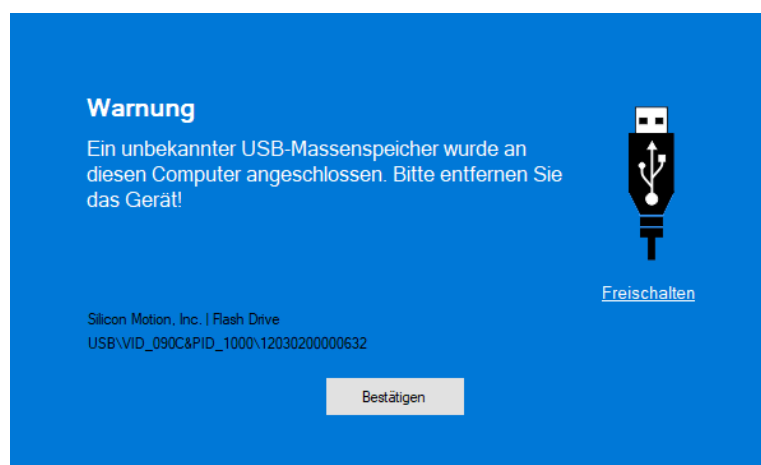 Warnung
Ein unbekannter USB-Massenspeicher wurde an
diesen Computer angeschlossen. Bitte entfernen Sie
das Gerät!
Freischalten
Silicon Motion, Inc. | Flash Drive
USB\VID_090C&PID_1000\12030200000632
Bestätigen